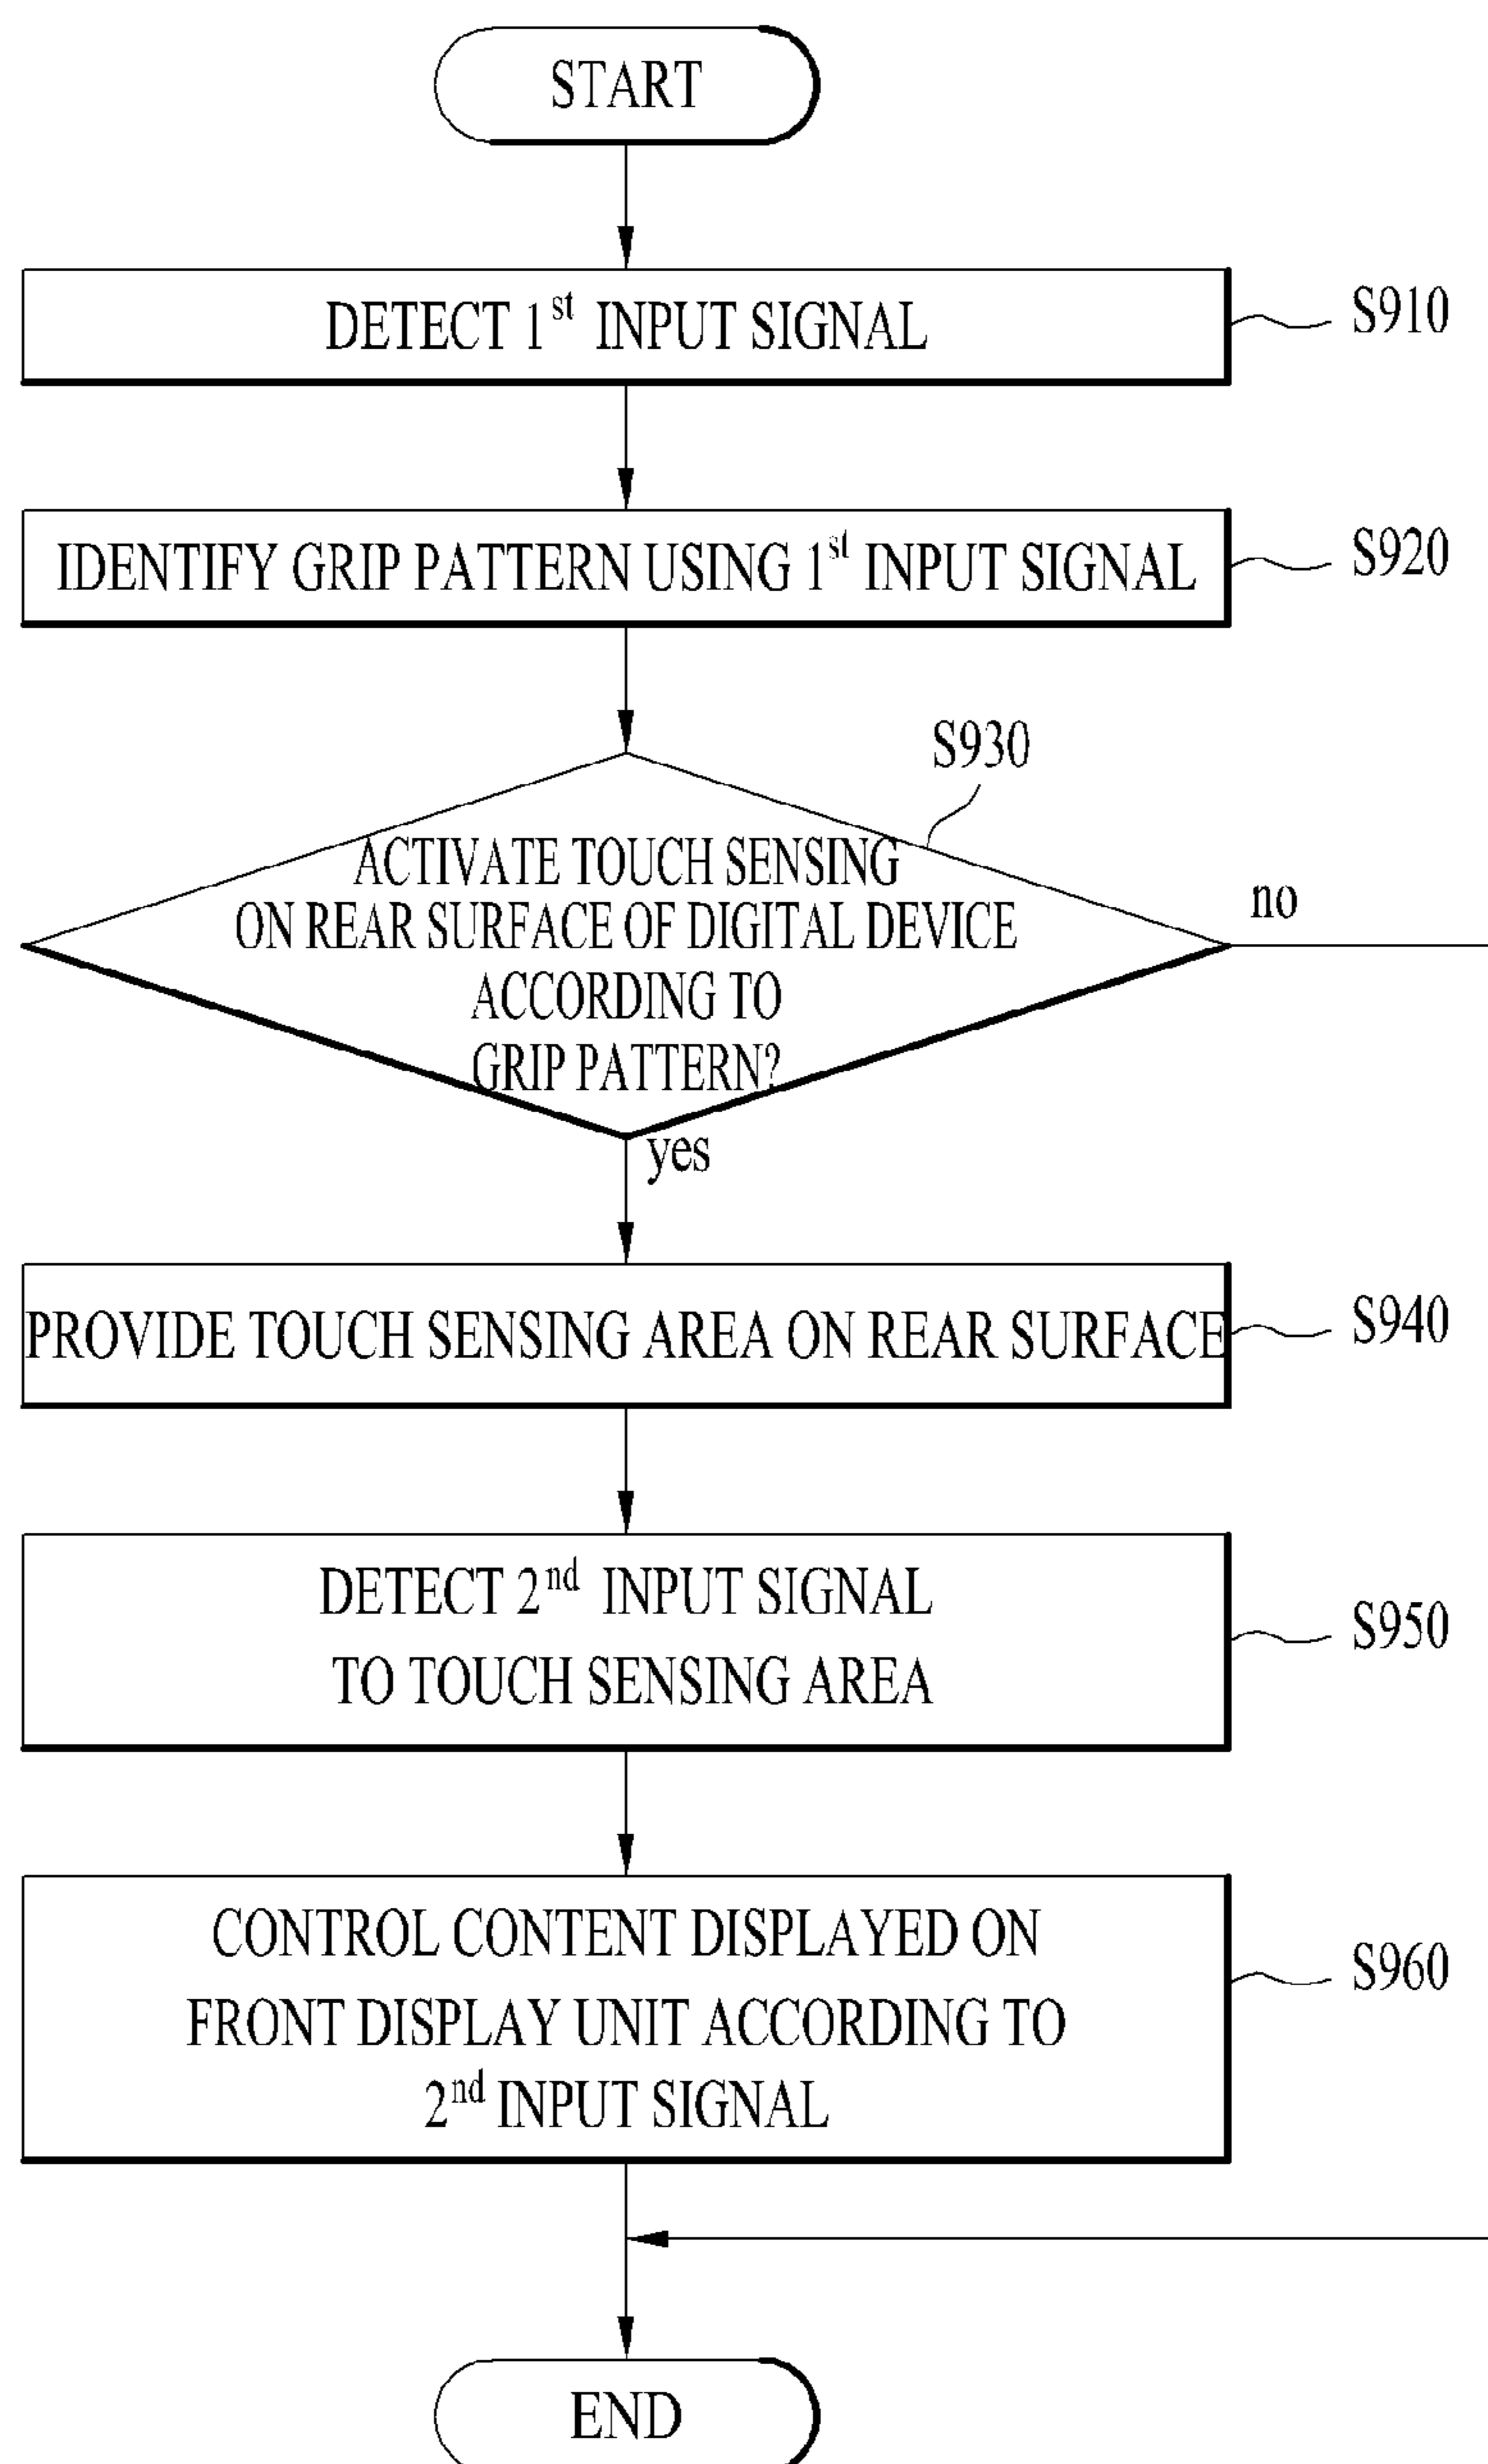 START
DETECT 1st INPUT SIGNAL
S910
IDENTIFY GRIP PATTERN USING 1st INPUT SIGNAL
S920
S930
ACTIVATE TOUCH SENSING
ON REAR SURFACE OF DIGITAL DEVICE
ACCORDING TO
GRIP PATTERN?
no
yes
PROVIDE TOUCH SENSING AREA ON REAR SURFACE
S940
DETECT 2nd INPUT SIGNAL
TO TOUCH SENSING AREA
S950
CONTROL CONTENT DISPLAYED ON
FRONT DISPLAY UNIT ACCORDING TO
2nd INPUT SIGNAL
S960
END